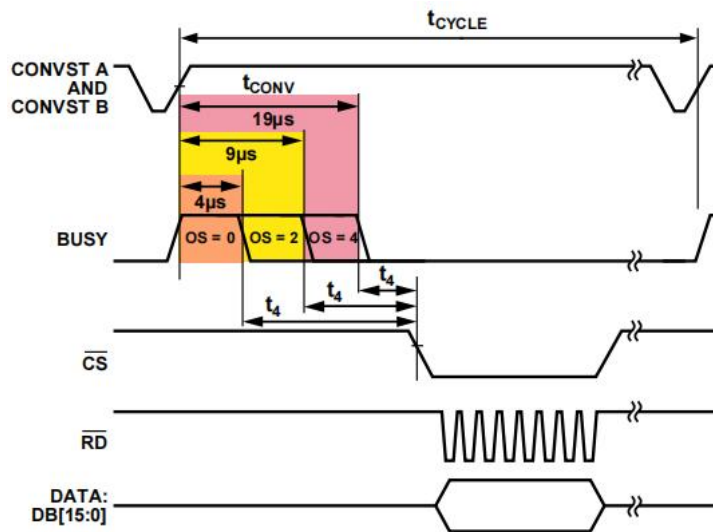 tCYCLE
CONVST A
AND
CONVST B
tCONV
19µs
9µs
4µs
BUSY
OS = 0
OS = 2
OS = 4
t4
t4
t4
CS
RD
DATA:
DB[15:0]